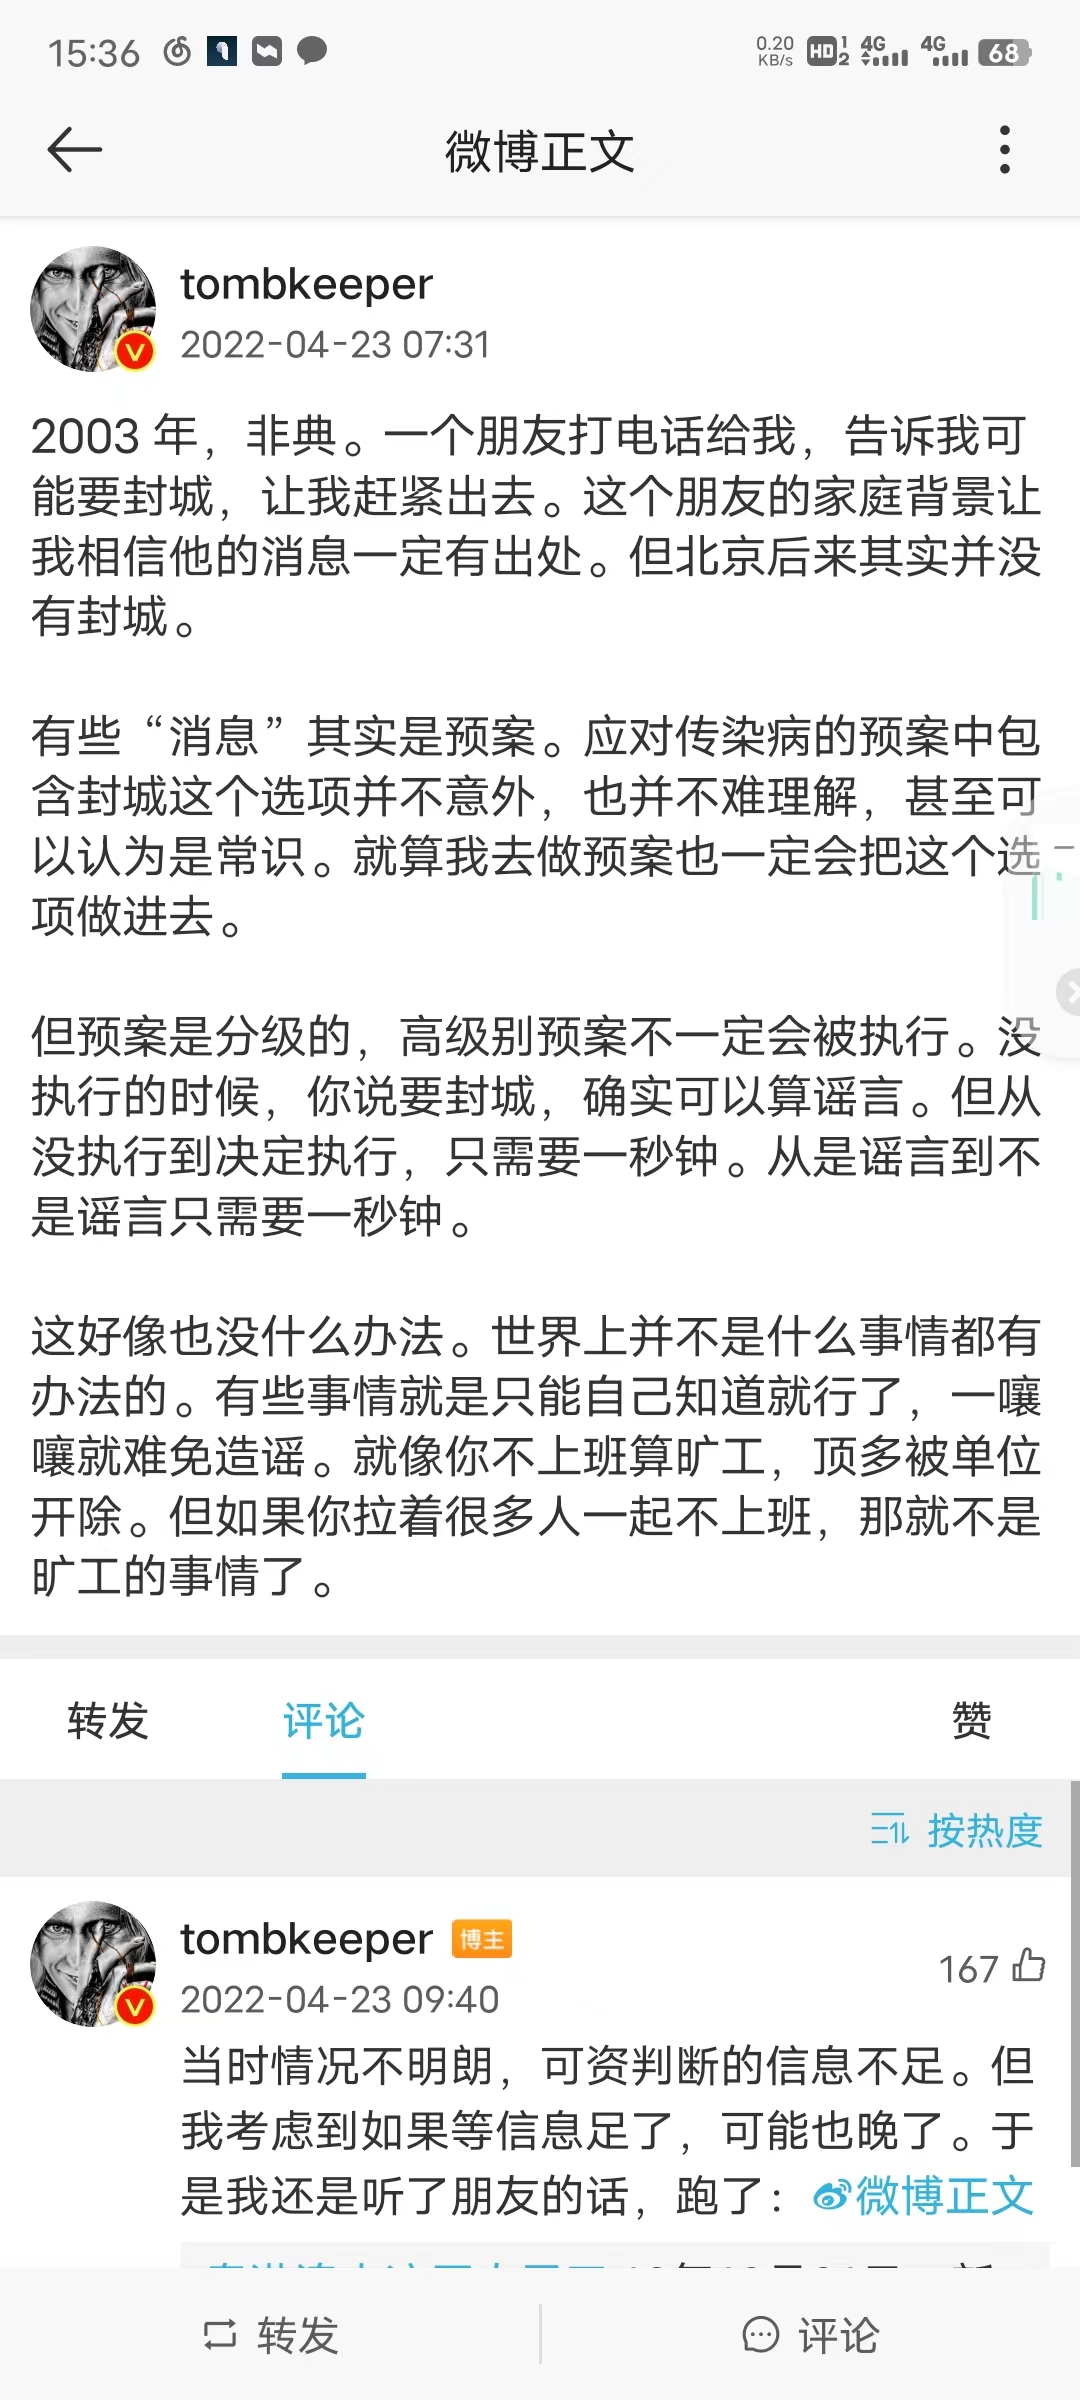 15:36
0.20 KB/s HD 1 2 4G 4G 68
微博正文
tombkeeper
2022-04-23 07:31
2003 年，非典。一个朋友打电话给我，告诉我可
能要封城，让我赶紧出去。这个朋友的家庭背景让
我相信他的消息一定有出处。但北京后来其实并没
有封城。
有些“消息”其实是预案。应对传染病的预案中包
含封城这个选项并不意外，也并不难理解，甚至可
以认为是常识。就算我去做预案也一定会把这个选
项做进去。
但预案是分级的，高级别预案不一定会被执行。没
执行的时候，你说要封城，确实可以算谣言。但从
没执行到决定执行，只需要一秒钟。从是谣言到不
是谣言只需要一秒钟。
这好像也没什么办法。世界上并不是什么事情都有
办法的。有些事情就是只能自己知道就行了，一嚷
嚷就难免造谣。就像你不上班算旷工，顶多被单位
开除。但如果你拉着很多人一起不上班，那就不是
旷工的事情了。
转发 评论 赞
按热度
tombkeeper 博主
167
2022-04-23 09:40
当时情况不明朗，可资判断的信息不足。但
我考虑到如果等信息足了，可能也晚了。于
是我还是听了朋友的话，跑了：微博正文
转发 评论